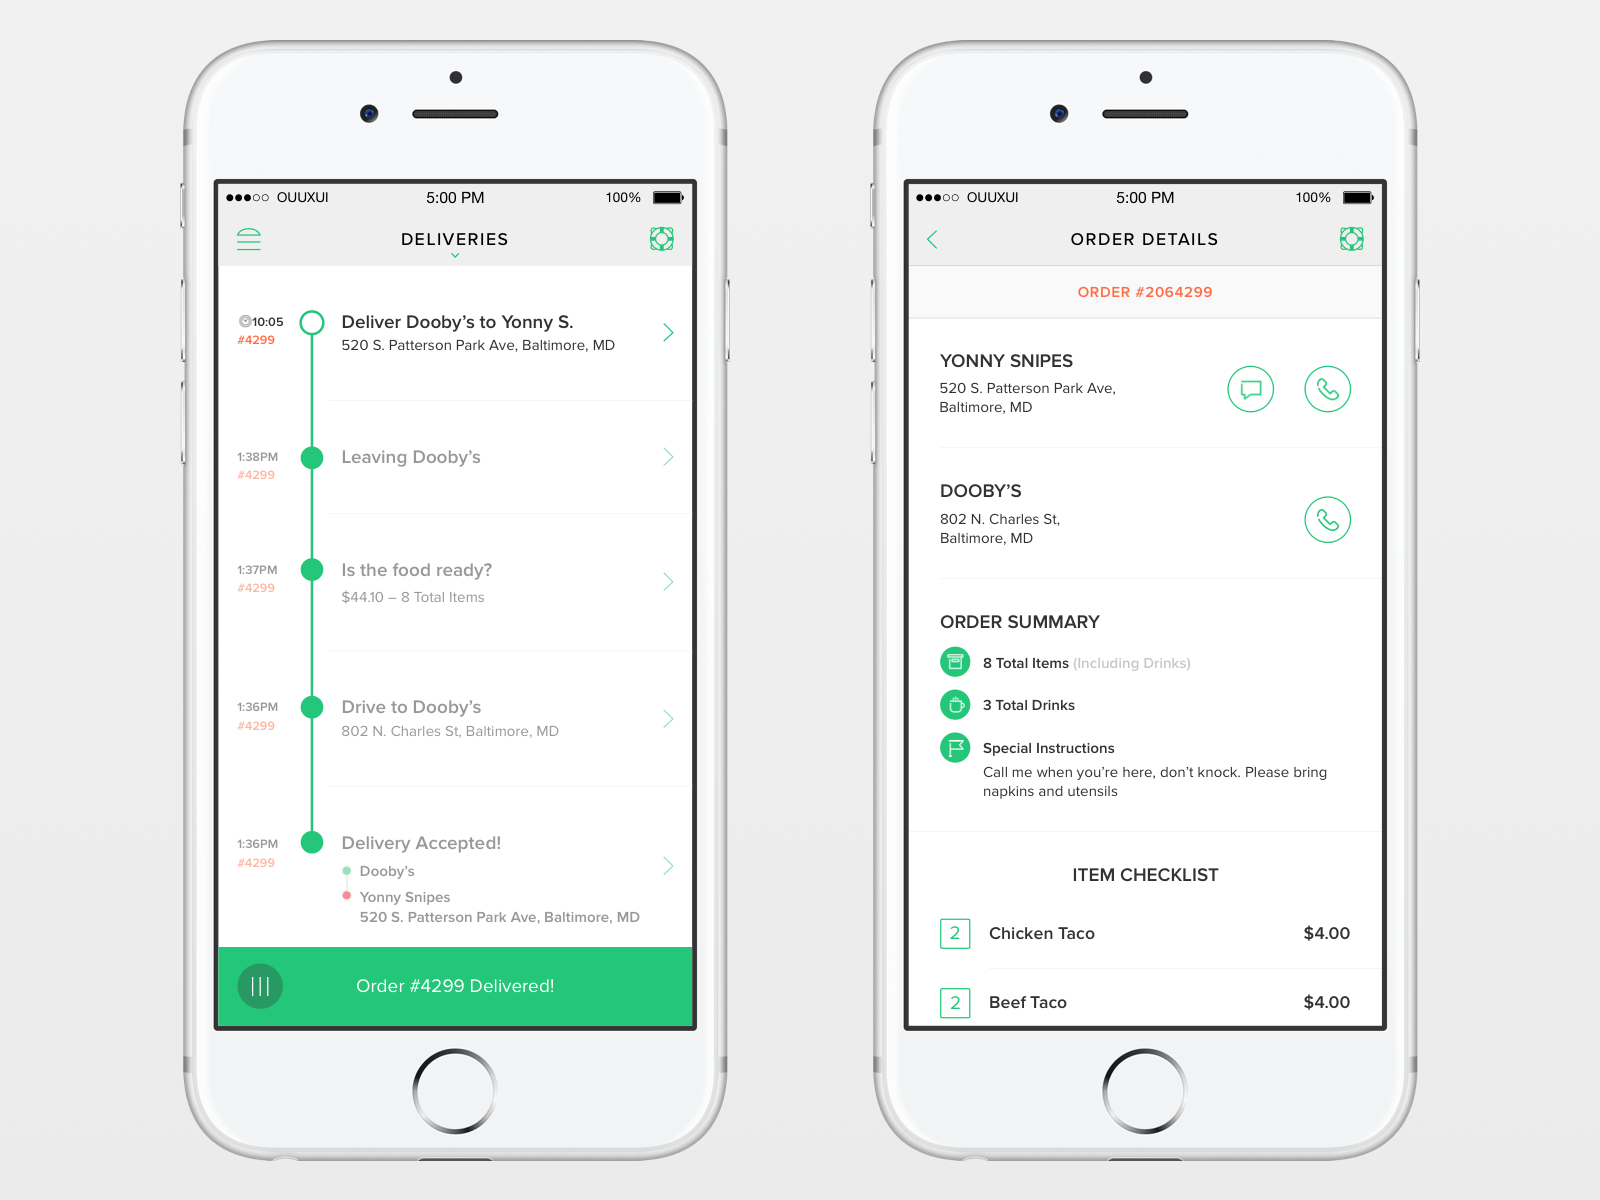 OUUXUI 5:00 PM 100%
DELIVERIES
10:05
#4299
Deliver Dooby’s to Yonny S.
520 S. Patterson Park Ave, Baltimore, MD
1:38PM
#4299
Leaving Dooby’s
1:37PM
#4299
Is the food ready?
$44.10 – 8 Total Items
1:36PM
#4299
Drive to Dooby’s
802 N. Charles St, Baltimore, MD
1:36PM
#4299
Delivery Accepted!
Dooby’s
Yonny Snipes
520 S. Patterson Park Ave, Baltimore, MD
Order #4299 Delivered!
OUUXUI 5:00 PM 100%
ORDER DETAILS
ORDER #2064299
YONNY SNIPES
520 S. Patterson Park Ave,
Baltimore, MD
DOOBY’S
802 N. Charles St,
Baltimore, MD
ORDER SUMMARY
8 Total Items (Including Drinks)
3 Total Drinks
Special Instructions
Call me when you’re here, don’t knock. Please bring
napkins and utensils
ITEM CHECKLIST
2 Chicken Taco $4.00
2 Beef Taco $4.00